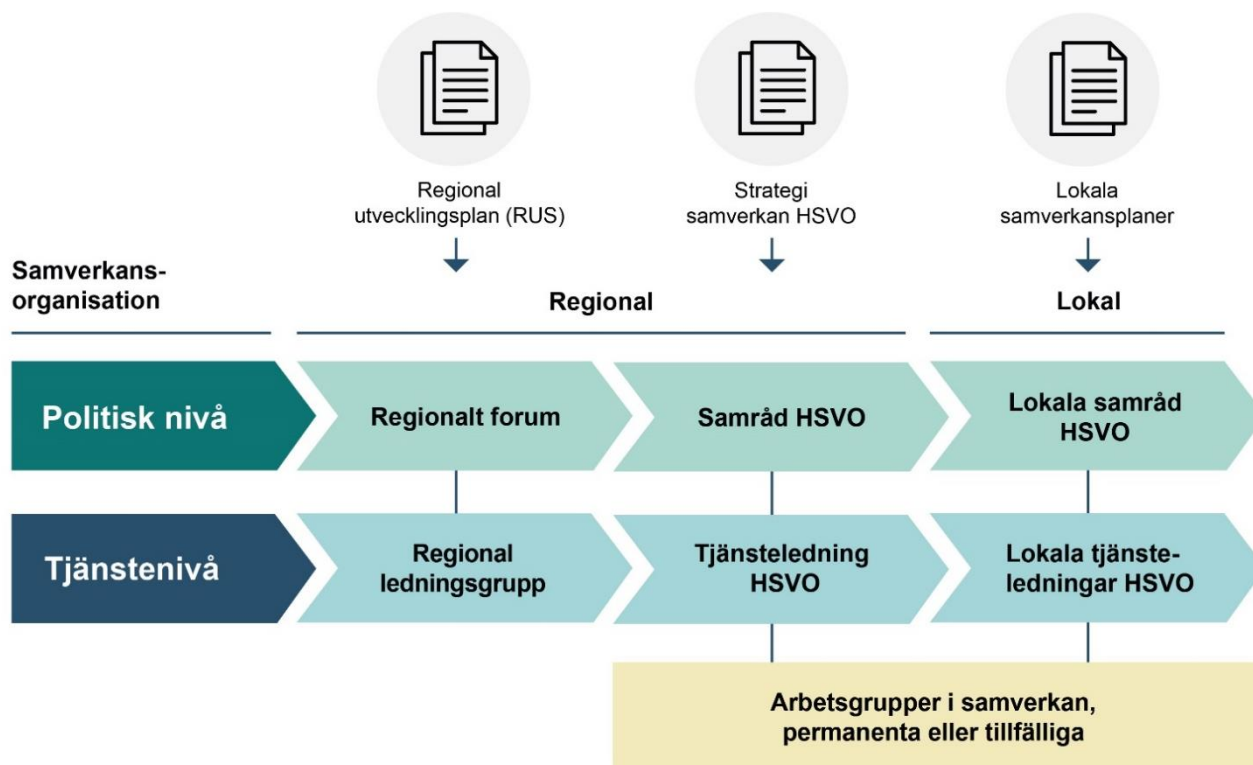 Regional
utvecklingsplan (RUS)
Strategi
samverkan HSVO
Lokala
samverkansplaner
Samverkans-
organisation
Regional
Lokal
Politisk nivå
Regionalt forum
Samråd HSVO
Lokala samråd
HSVO
Tjänstenivå
Regional
ledningsgrupp
Tjänsteledning
HSVO
Lokala tjänste-
ledningar HSVO
Arbetsgrupper i samverkan,
permanenta eller tillfälliga